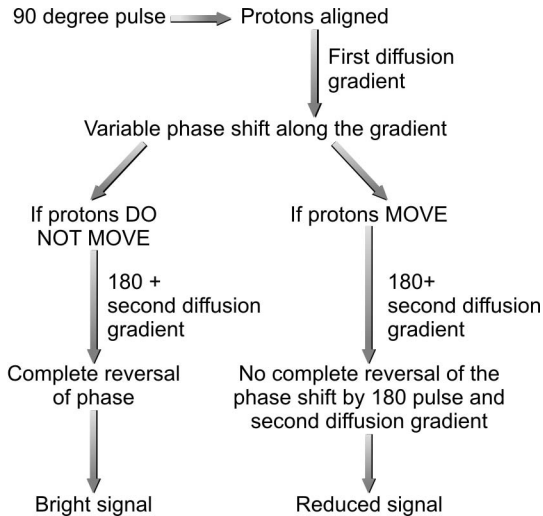 90 degree pulse
Protons aligned
First diffusion
gradient
Variable phase shift along the gradient
If protons DO
NOT MOVE
If protons MOVE
180 +
second diffusion
gradient
180+
second diffusion
gradient
Complete reversal
of phase
No complete reversal of the
phase shift by 180 pulse and
second diffusion gradient
Bright signal
Reduced signal